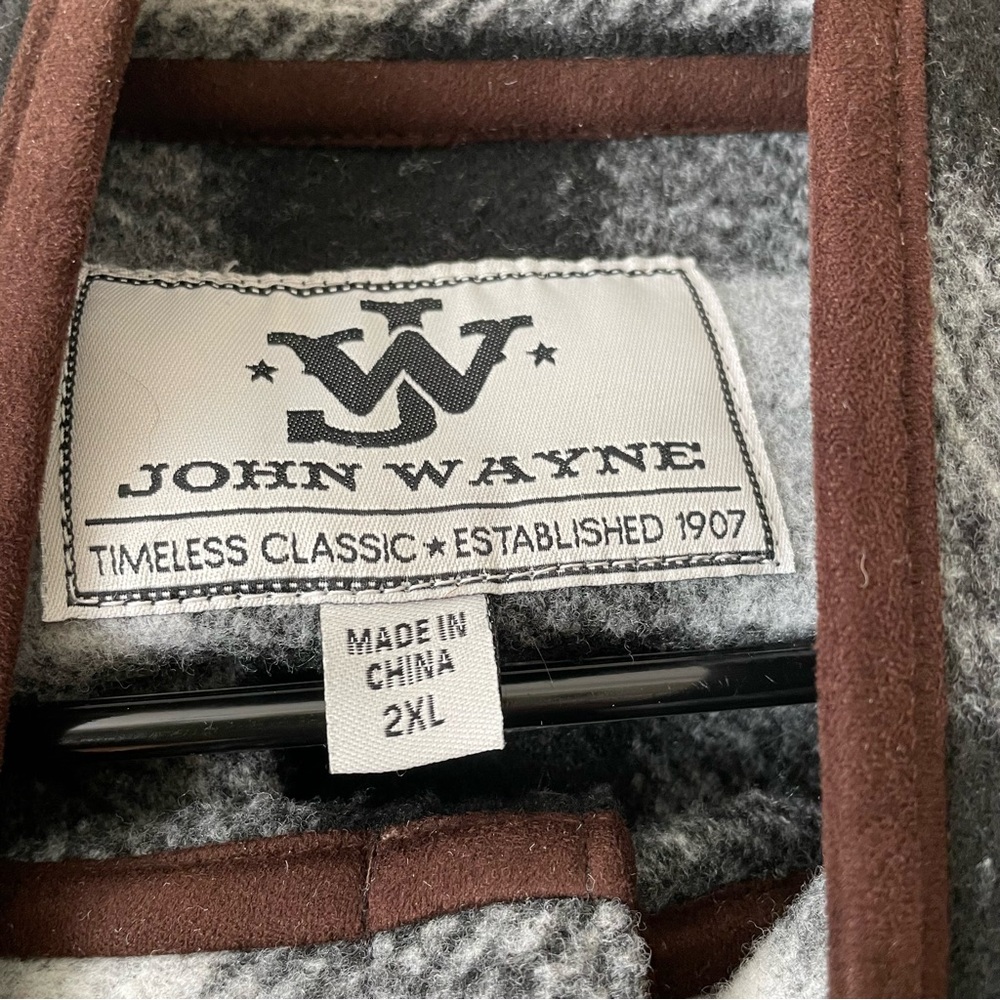 JW
JOHN WAYNE
TIMELESS CLASSIC ★ ESTABLISHED 1907
MADE IN
CHINA
2XL